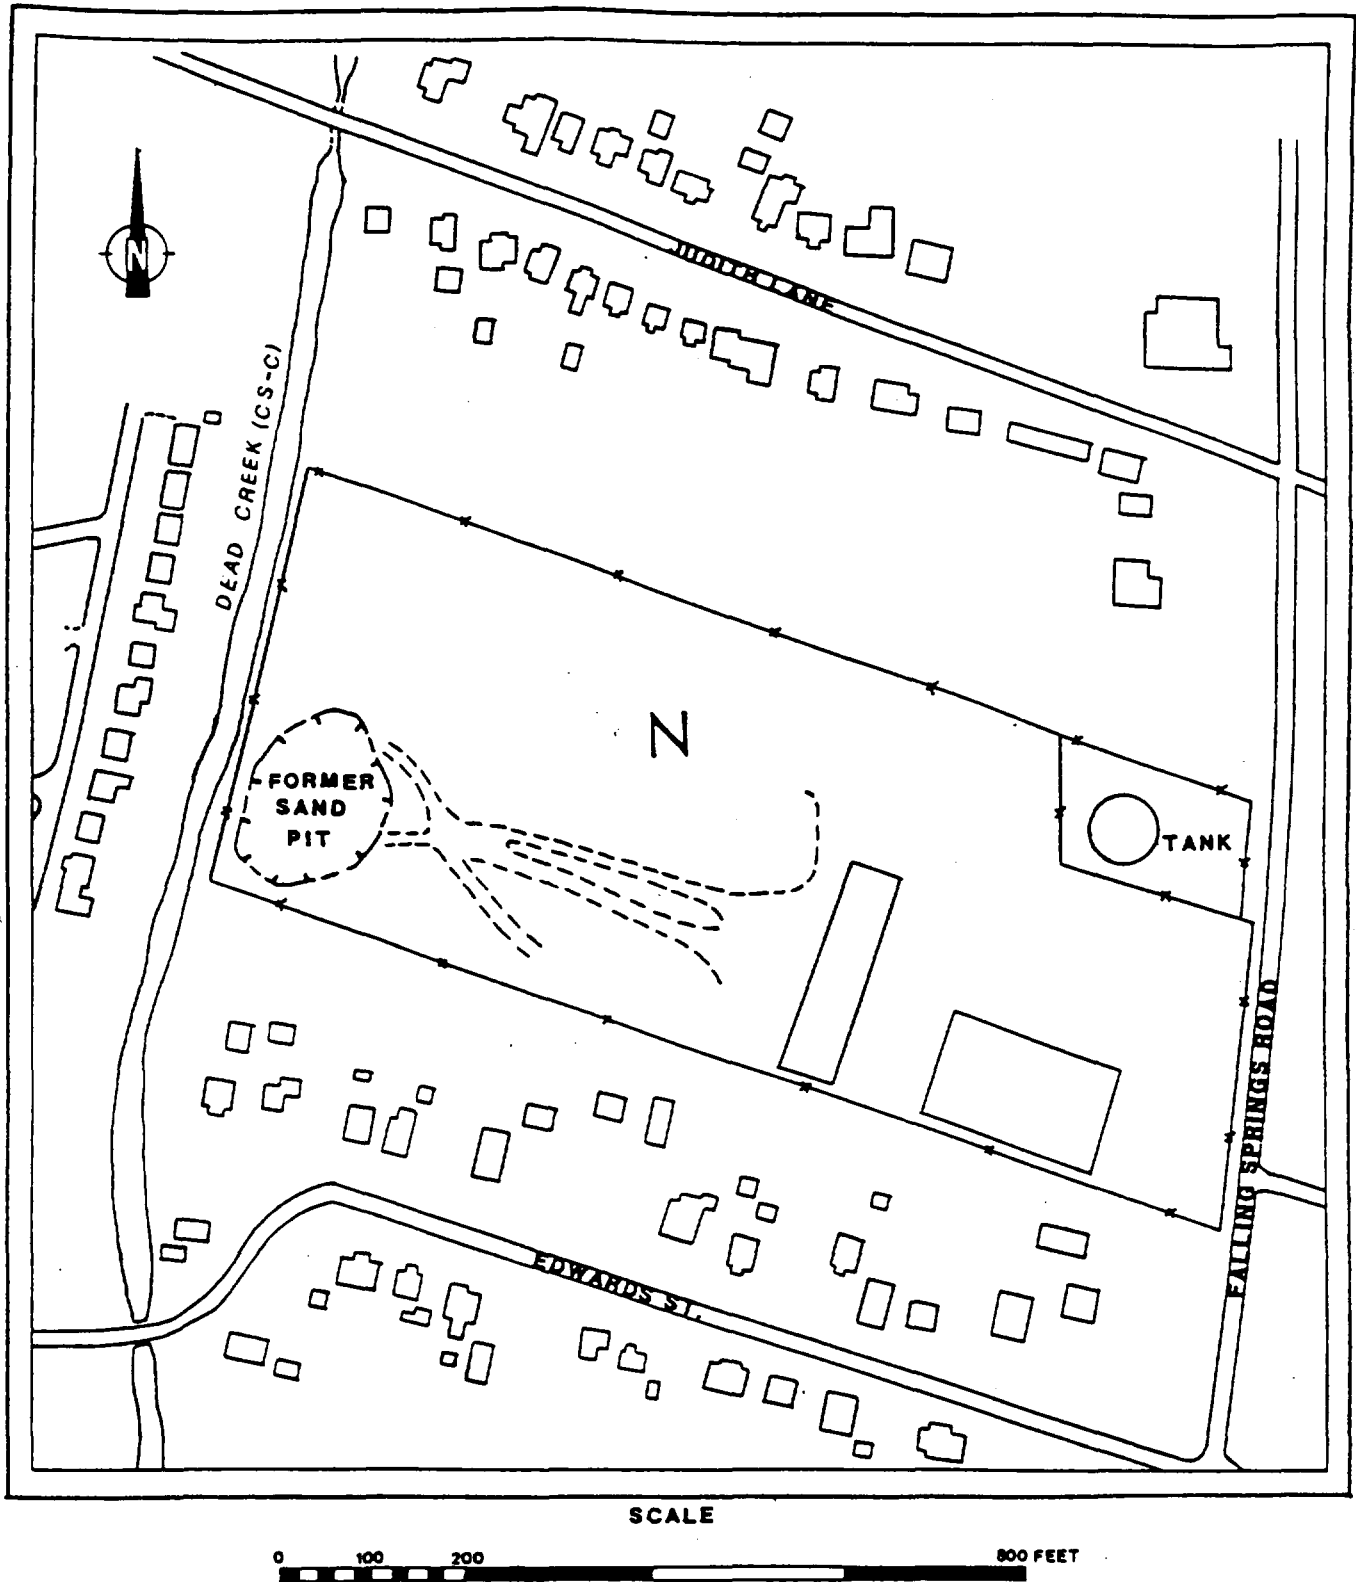 N
JUDITH LANE
DEAD CREEK (CS-C)
N
FORMER
SAND
PIT
TANK
FALLING SPRINGS ROAD
EDWARDS ST.
SCALE
0 100 200 800 FEET